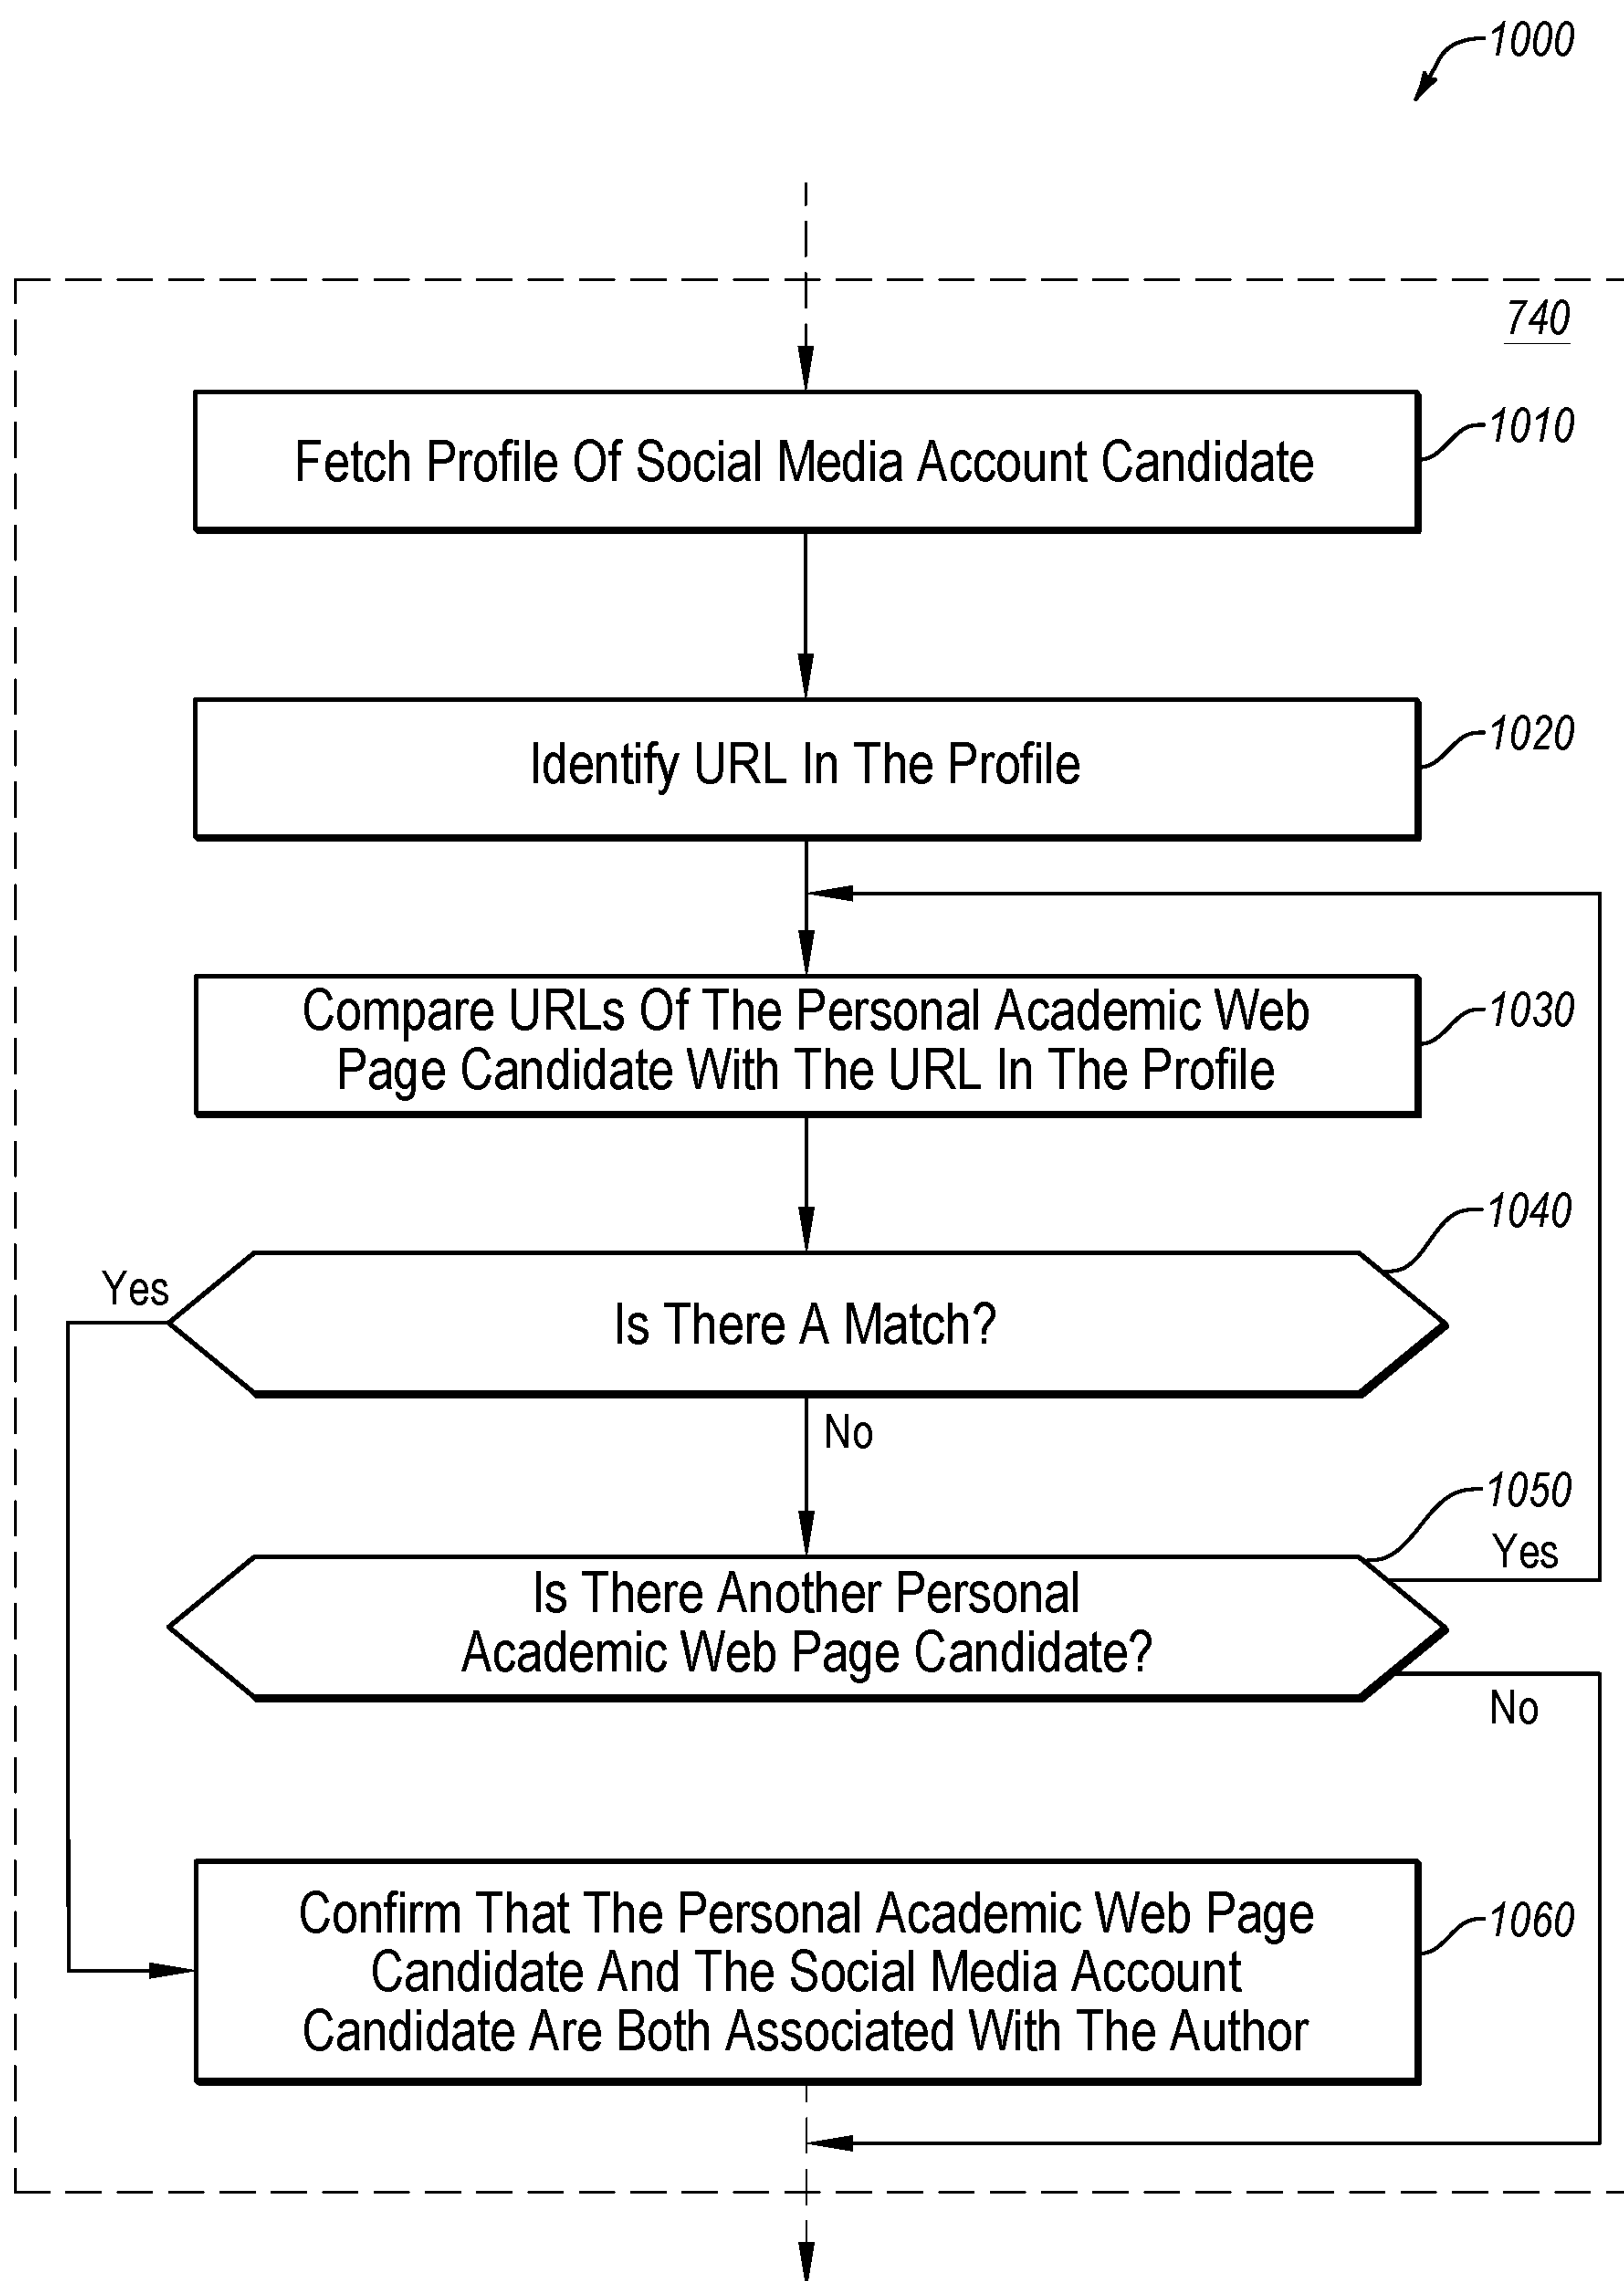 1000
740
Fetch Profile Of Social Media Account Candidate
1010
Identify URL In The Profile
1020
Compare URLs Of The Personal Academic Web
Page Candidate With The URL In The Profile
1030
1040
Yes
Is There A Match?
No
1050
Yes
Is There Another Personal
Academic Web Page Candidate?
No
Confirm That The Personal Academic Web Page
Candidate And The Social Media Account
Candidate Are Both Associated With The Author
1060